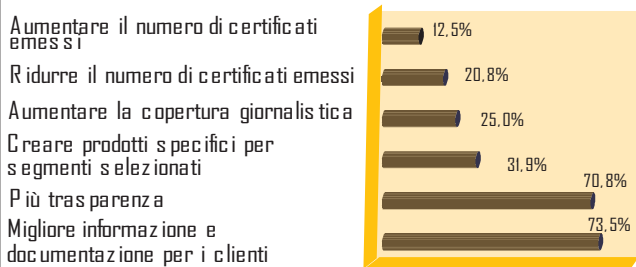 Aumentare il numero di certificati
emessi
12,5%
Ridurre il numero di certificati emessi
20,8%
Aumentare la copertura giornalistica
25,0%
Creare prodotti specifici per
segmenti selezionati
31,9%
Più trasparenza
70,8%
Migliore informazione e
documentazione per i clienti
73,5%